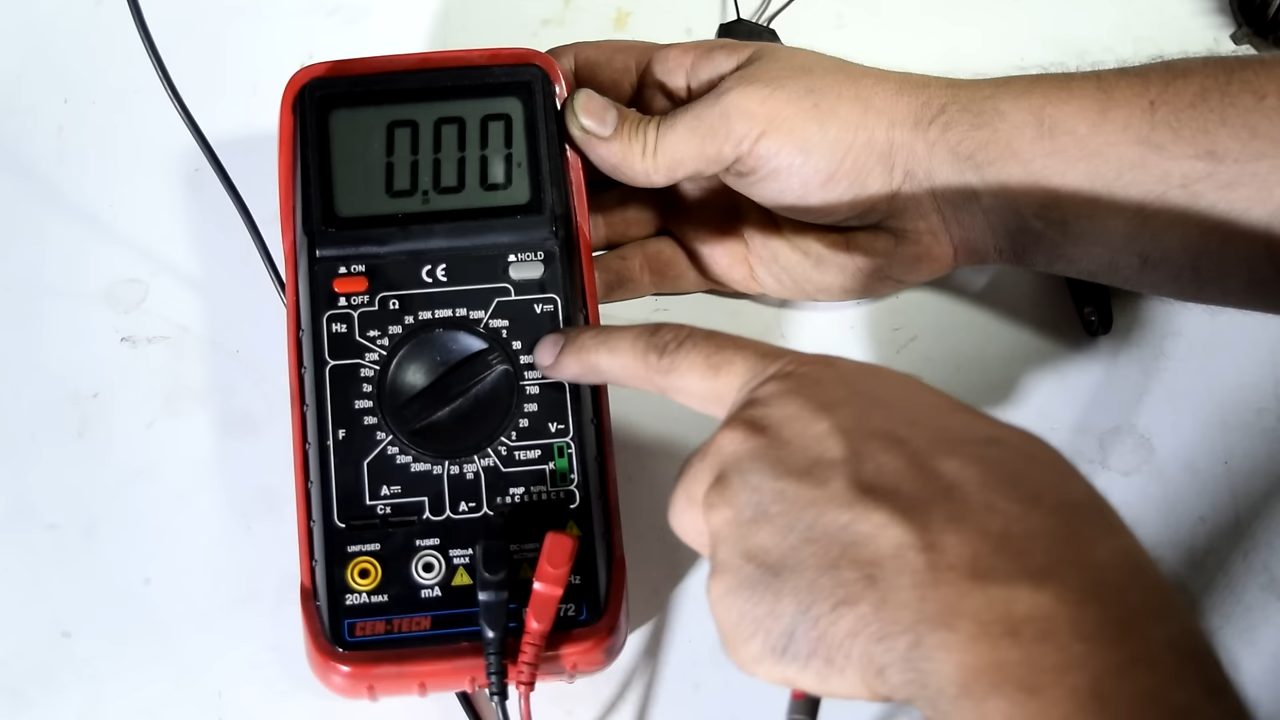 0.00
ON
OFF
CE
HOLD
Hz
Ω
200
2K
20K
200K
2M
20M
V⎓
200m
2
20
200
1000
700
200
20
2
V~
20K
20µ
2µ
200n
20n
2n
F
2m
20m
200m
20
A⎓
Cx
20
200
m
A~
hFE
°C
TEMP
K
PNP NPN
E B C E E B C E
UNFUSED
20A MAX
FUSED
mA
200mA
MAX
Hz
CEN-TECH
72